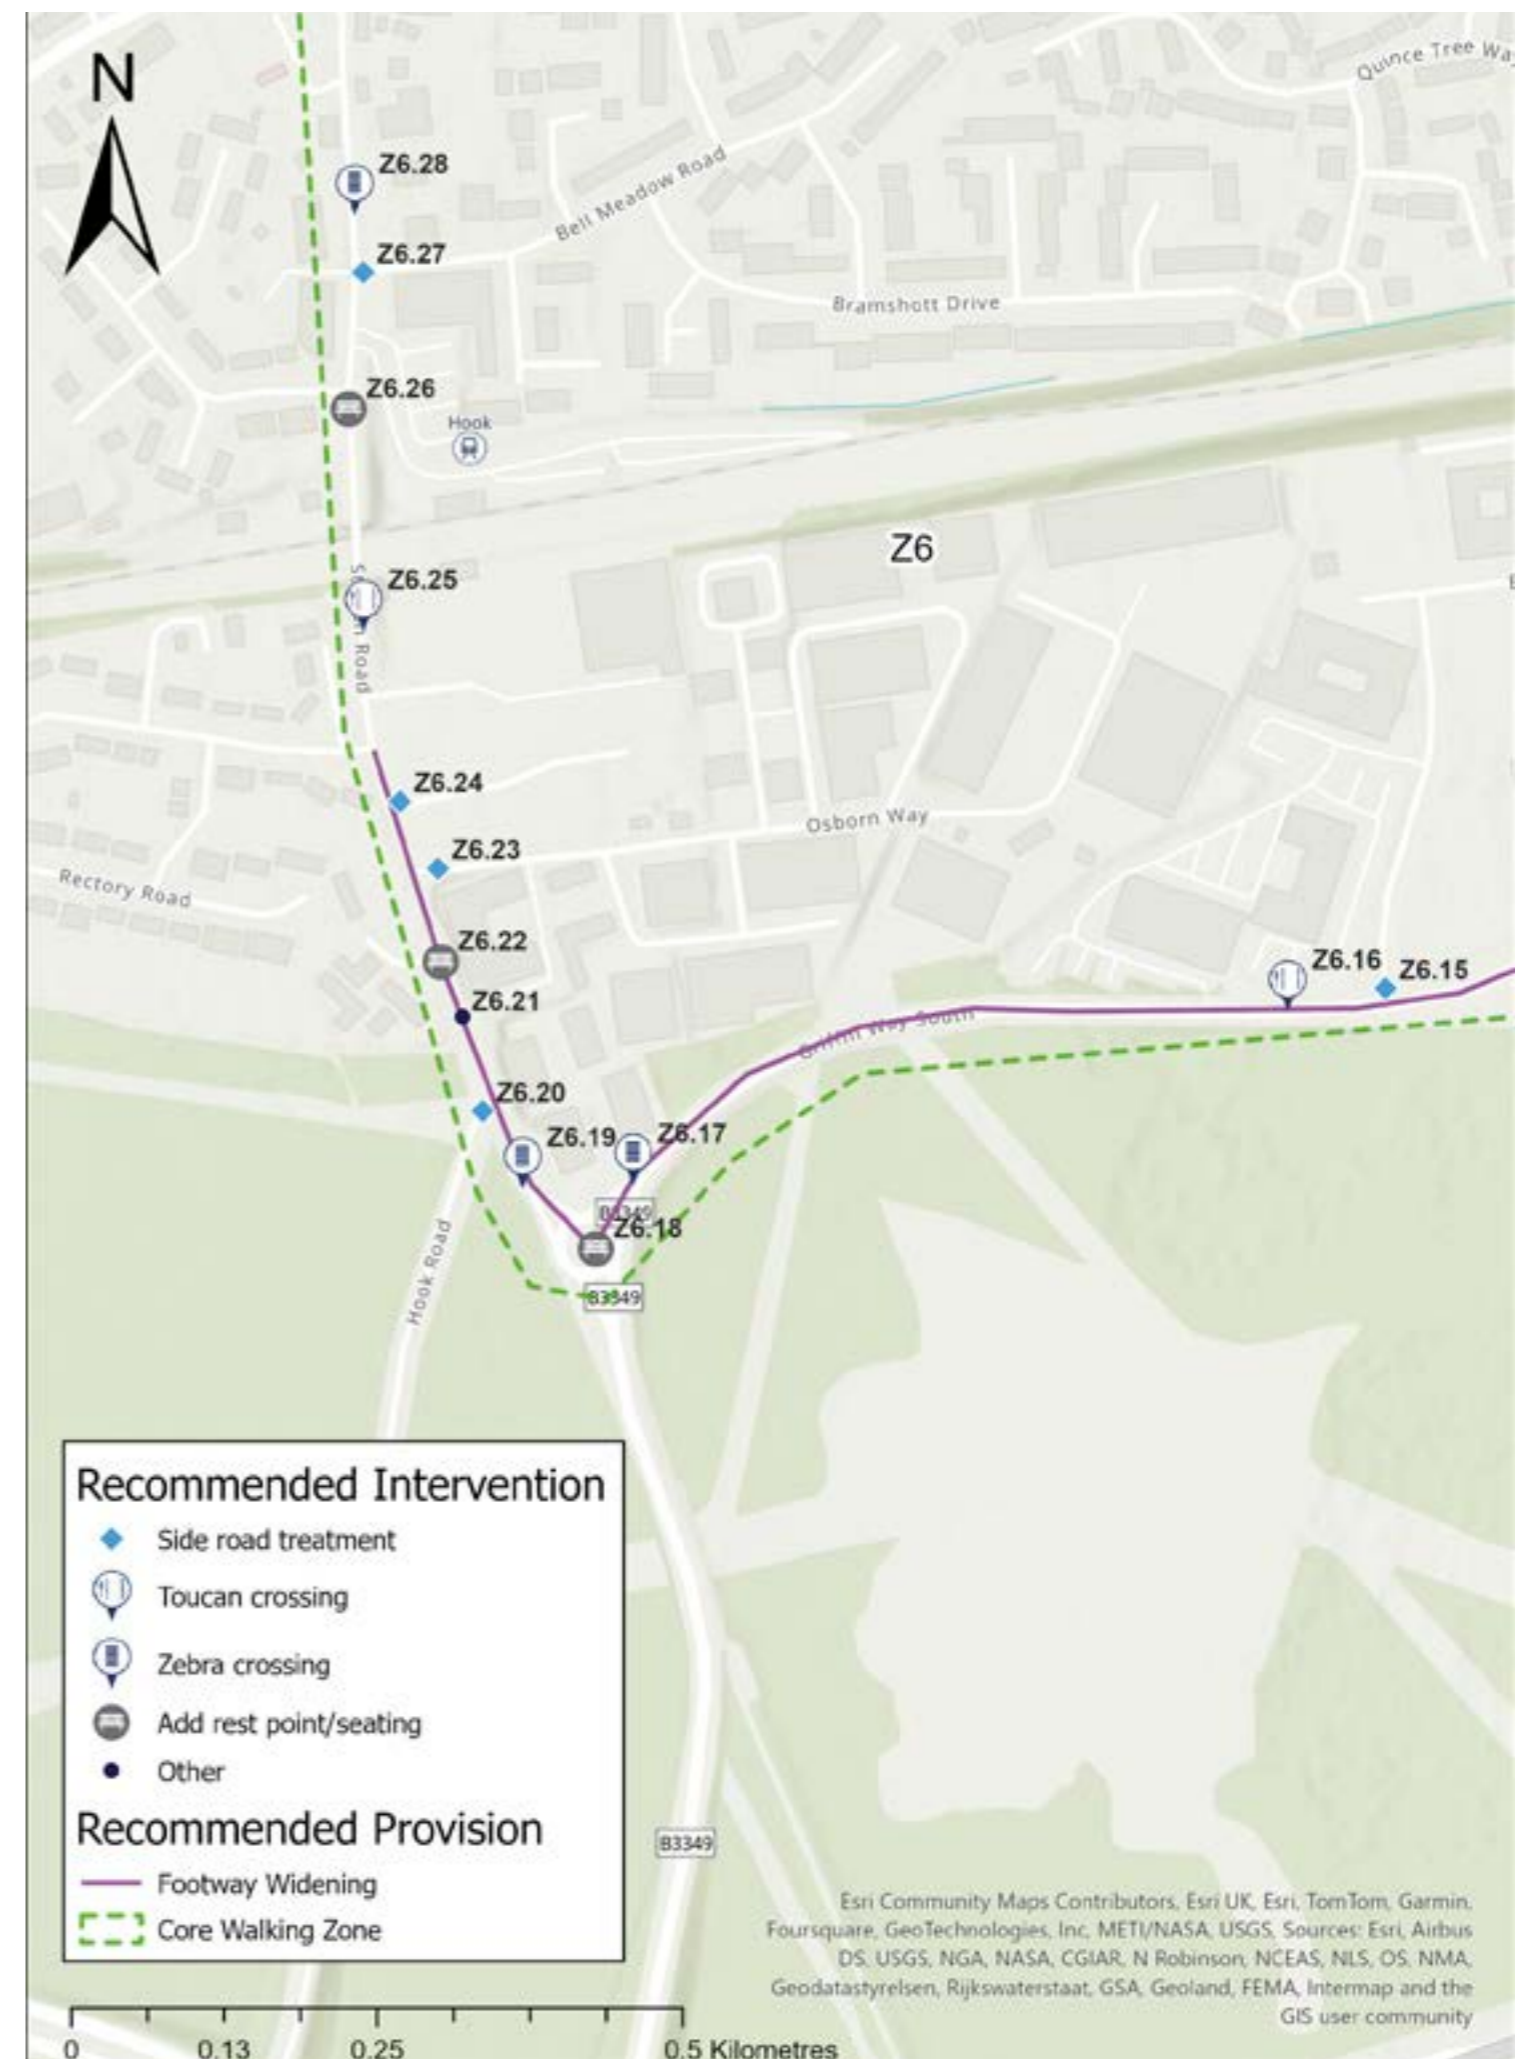 N
Quince Tree Way
Z6.28
Bell Meadow Road
Z6.27
Bramshott Drive
Z6.26
Hook
Z6
Z6.25
Road
Z6.24
Osborn Way
Z6.23
Rectory Road
Z6.22
Z6.16
Z6.15
Z6.21
Griffin Way South
Z6.20
Z6.19
Z6.17
B3349
Z6.18
Hook Road
B3349
Recommended Intervention
Side road treatment
Toucan crossing
Zebra crossing
Add rest point/seating
Other
Recommended Provision
Footway Widening
Core Walking Zone
B3349
Esri Community Maps Contributors, Esri UK, Esri, TomTom, Garmin,
Foursquare, GeoTechnologies, Inc, METI/NASA, USGS, Sources: Esri, Airbus
DS, USGS, NGA, NASA, CGIAR, N Robinson, NCEAS, NLS, OS, NMA,
Geodatastyrelsen, Rijkswaterstaat, GSA, Geoland, FEMA, Intermap and the
GIS user community
0 0.13 0.25 0.5 Kilometres